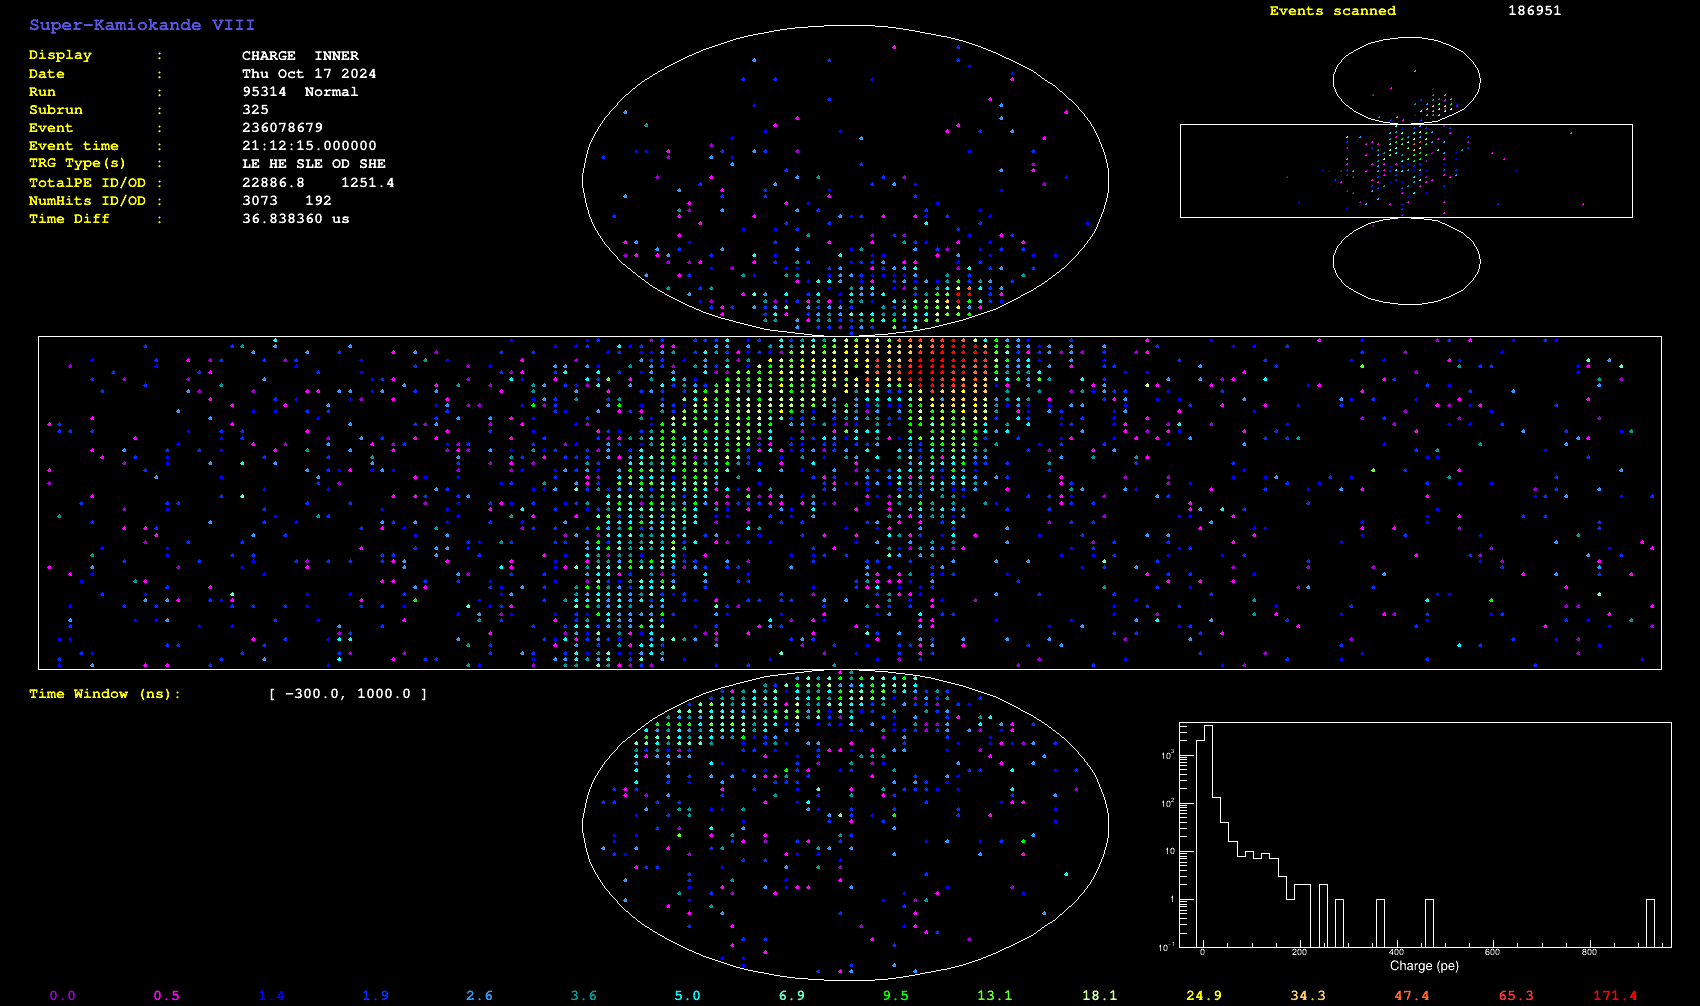 Super-Kamiokande VIII
Events scanned 186951
Display : CHARGE INNER
Date : Thu Oct 17 2024
Run : 95314 Normal
Subrun : 325
Event : 236078679
Event time : 21:12:15.000000
TRG Type(s) : LE HE SLE OD SHE
TotalPE ID/OD : 22886.8 1251.4
NumHits ID/OD : 3073 192
Time Diff : 36.838360 us
Time Window (ns): [ -300.0, 1000.0 ]
10³
10²
10
1
10⁻¹
0 200 400 600 800
Charge (pe)
0.0 0.5 1.4 1.9 2.6 3.6 5.0 6.9 9.5 13.1 18.1 24.9 34.3 47.4 65.3 171.4